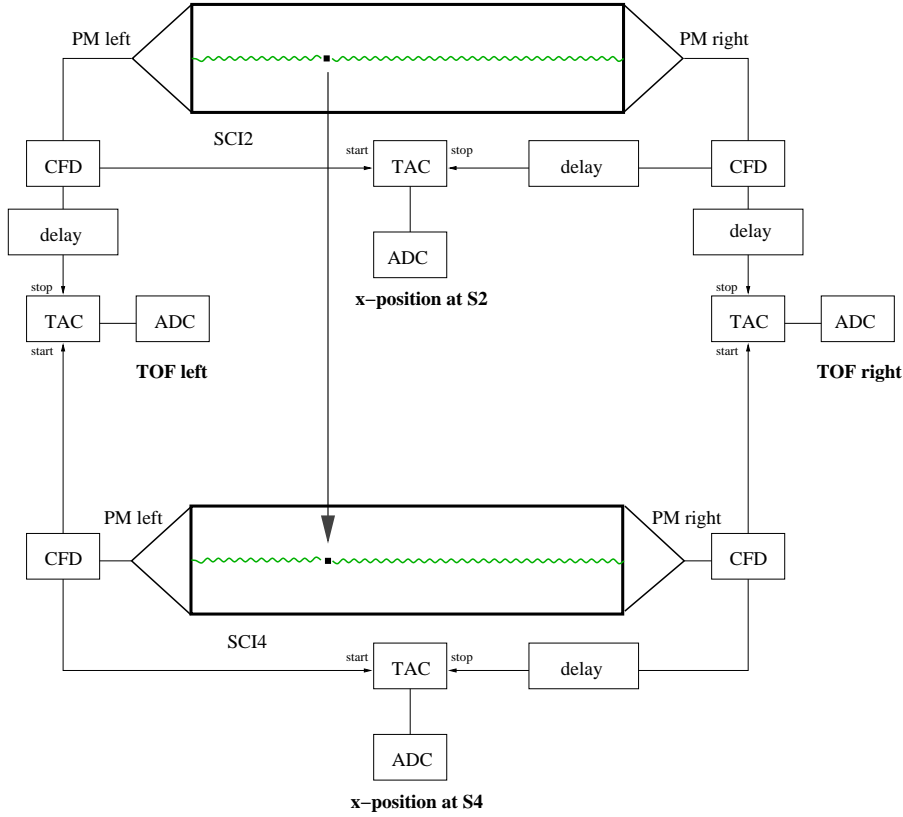 PM left
PM right
SCI2
start
stop
CFD
TAC
delay
CFD
delay
delay
ADC
x−position at S2
stop
stop
TAC
ADC
TAC
ADC
start
start
TOF left
TOF right
PM left
PM right
CFD
CFD
SCI4
start
stop
TAC
delay
ADC
x−position at S4